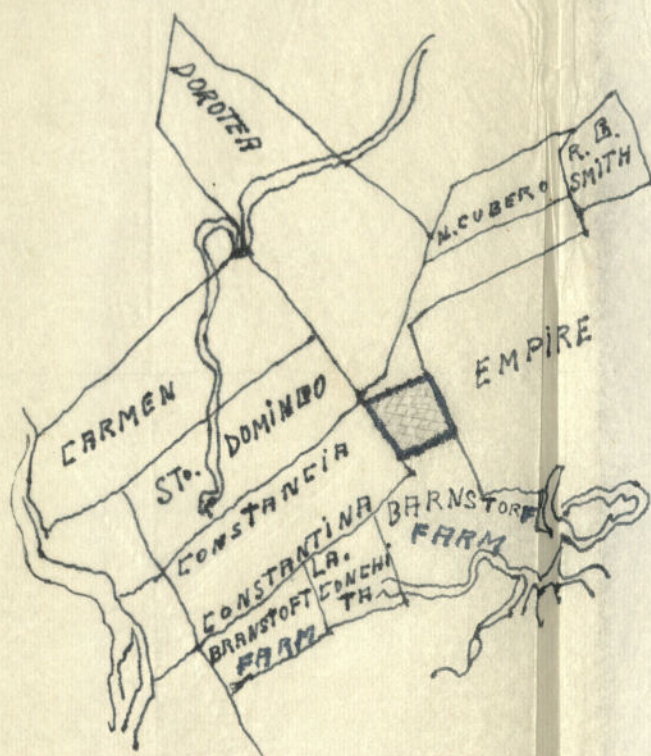 DOROTEA
R. B.
SMITH
N. CUBERO
EMPIRE
CARMEN
STO. DOMINGO
CONSTANCIA
CONSTANTINA
BARNSTORF
FARM
LA.
CONCHI
TA
BRANSTOFT
FARM